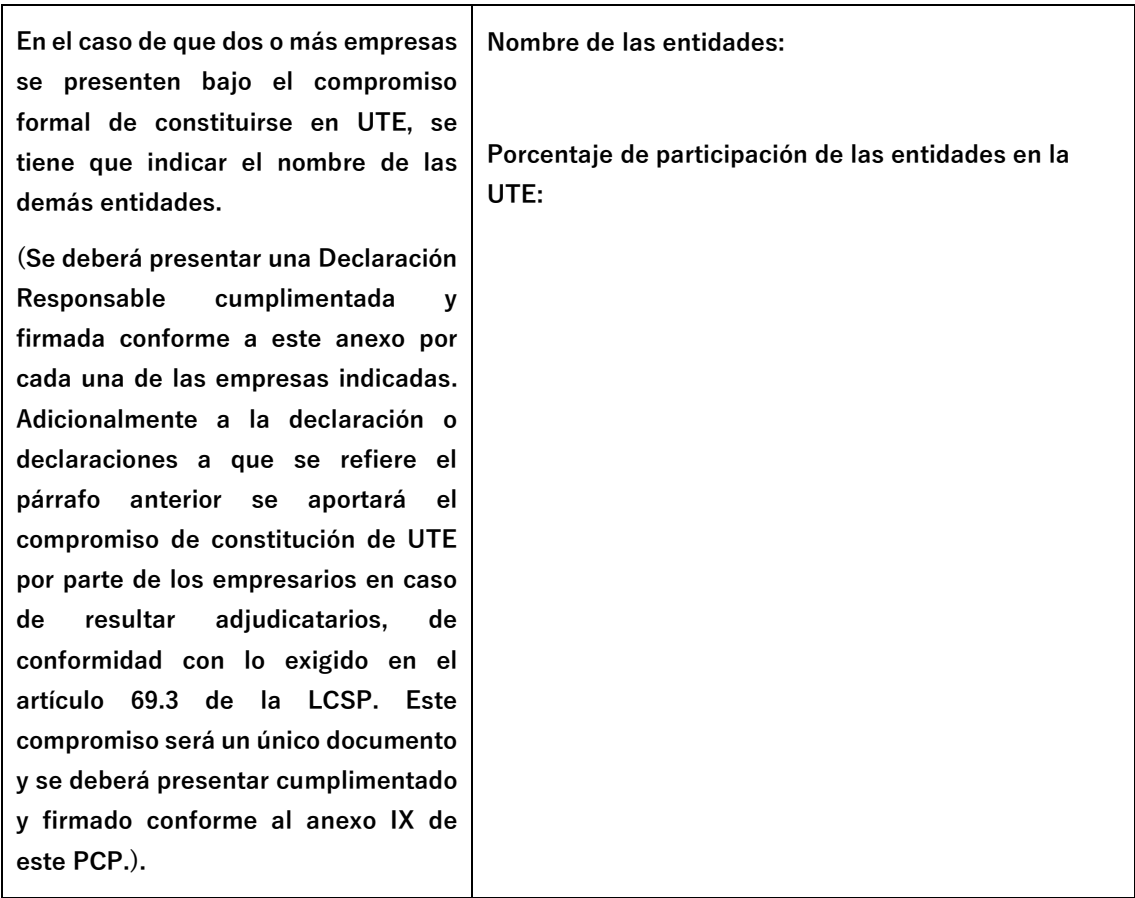 En el caso de que dos o más empresas
se presenten bajo el compromiso
formal de constituirse en UTE, se
tiene que indicar el nombre de las
demás entidades.
(Se deberá presentar una Declaración
Responsable cumplimentada y
firmada conforme a este anexo por
cada una de las empresas indicadas.
Adicionalmente a la declaración o
declaraciones a que se refiere el
párrafo anterior se aportará el
compromiso de constitución de UTE
por parte de los empresarios en caso
de resultar adjudicatarios, de
conformidad con lo exigido en el
artículo 69.3 de la LCSP. Este
compromiso será un único documento
y se deberá presentar cumplimentado
y firmado conforme al anexo IX de
este PCP.).
Nombre de las entidades:
Porcentaje de participación de las entidades en la
UTE: